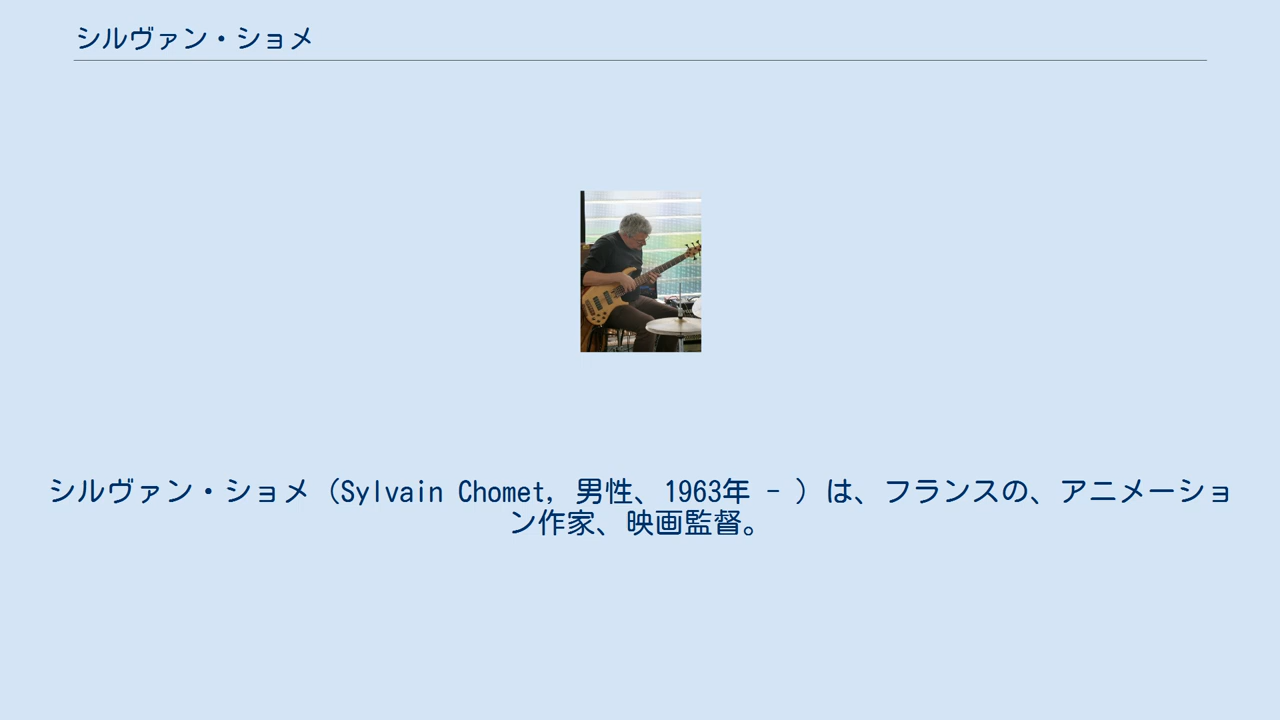 シルヴァン・ショメ
シルヴァン・ショメ（Sylvain Chomet, 男性、1963年 - ）は、フランスの、アニメーショ
ン作家、映画監督。